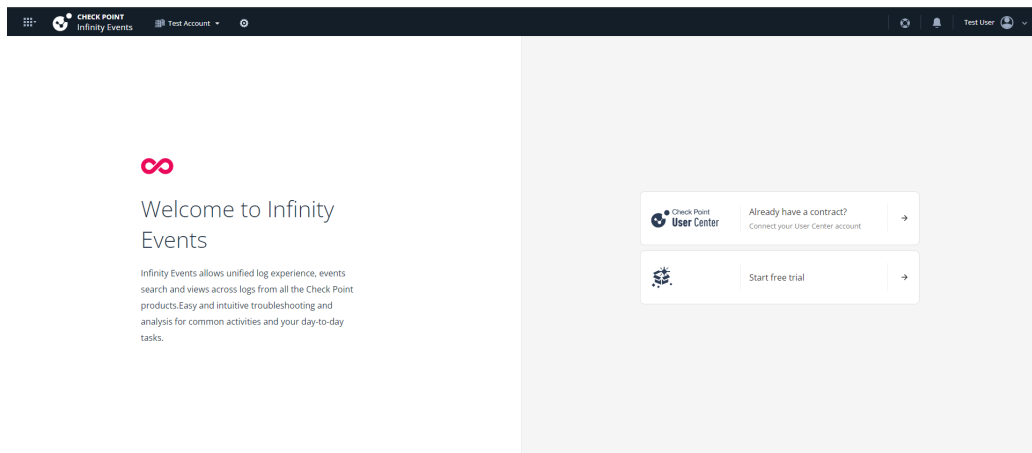 CHECK POINT
Infinity Events
Test Account
Test User
Welcome to Infinity
Events
Infinity Events allows unified log experience, events
search and views across logs from all the Check Point
products.Easy and intuitive troubleshooting and
analysis for common activities and your day-to-day
tasks.
Check Point
User Center
Already have a contract?
Connect your User Center account
Start free trial